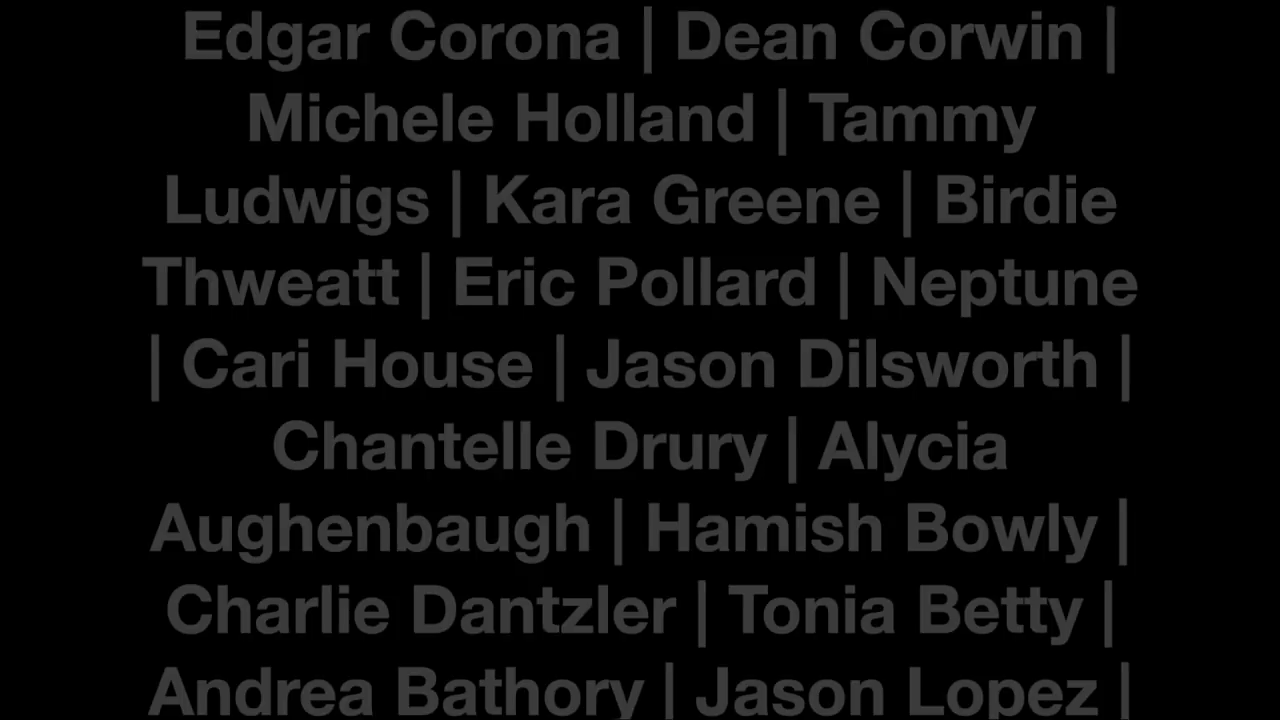 Edgar Corona | Dean Corwin |
Michele Holland | Tammy
Ludwigs | Kara Greene | Birdie
Thweatt | Eric Pollard | Neptune
| Cari House | Jason Dilsworth |
Chantelle Drury | Alycia
Aughenbaugh | Hamish Bowly |
Charlie Dantzler | Tonia Betty |
Andrea Bathory | Jason Lopez |